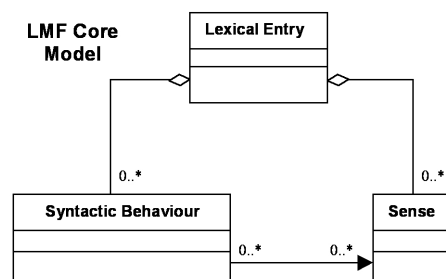 LMF Core
Model
Lexical Entry
0..*
0..*
Syntactic Behaviour
Sense
0..*
0..*